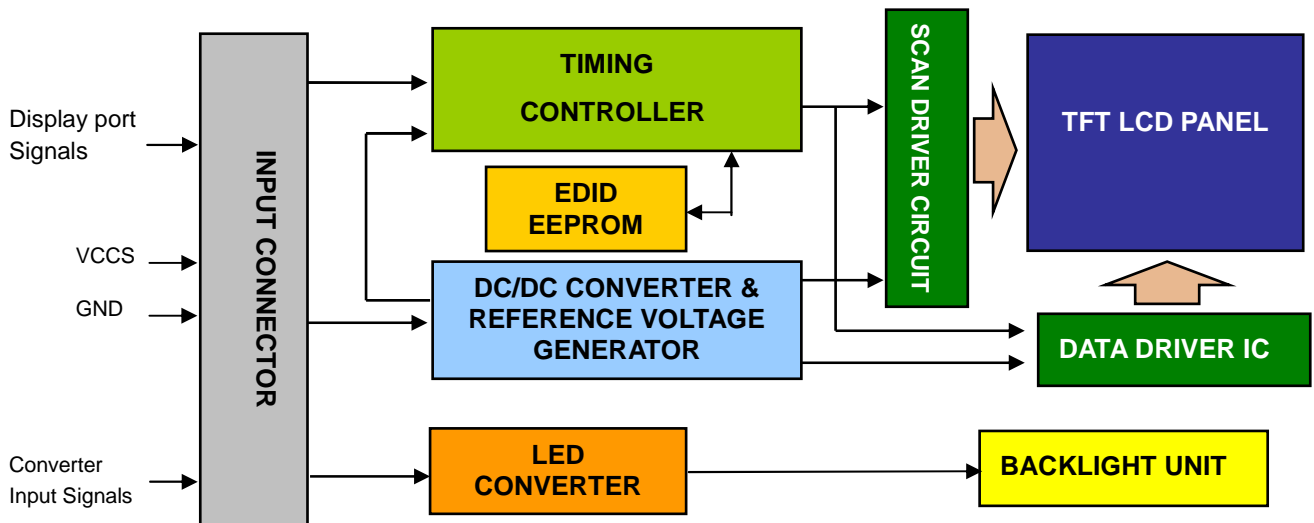 Display port
Signals
VCCS
GND
Converter
Input Signals
INPUT CONNECTOR
TIMING
CONTROLLER
EDID
EEPROM
DC/DC CONVERTER &
REFERENCE VOLTAGE
GENERATOR
LED
CONVERTER
SCAN DRIVER CIRCUIT
TFT LCD PANEL
DATA DRIVER IC
BACKLIGHT UNIT